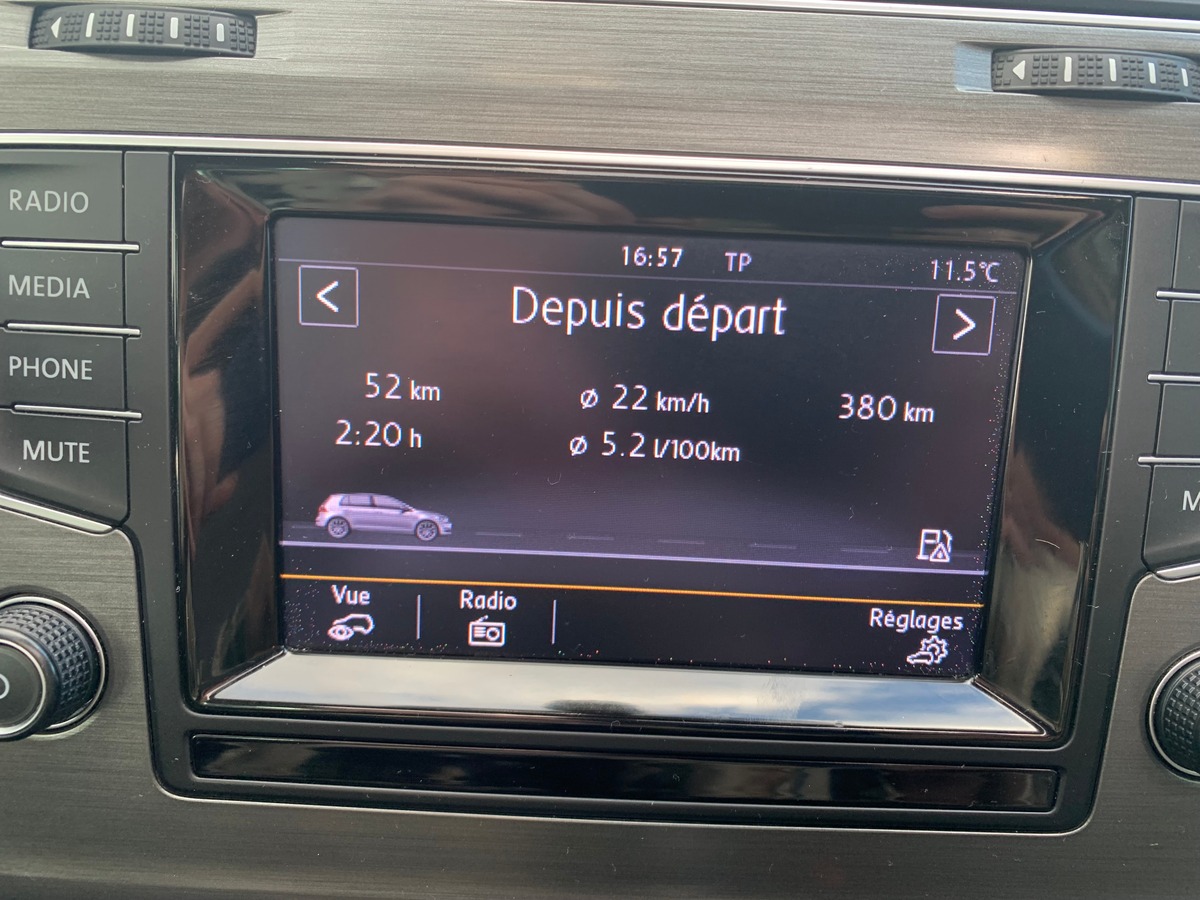 RADIO
MEDIA
PHONE
MUTE
16:57 TP 11.5°C
<
Depuis départ
>
52 km
ø 22 km/h
380 km
2:20 h
ø 5.2 l/100km
Vue
Radio
Réglages